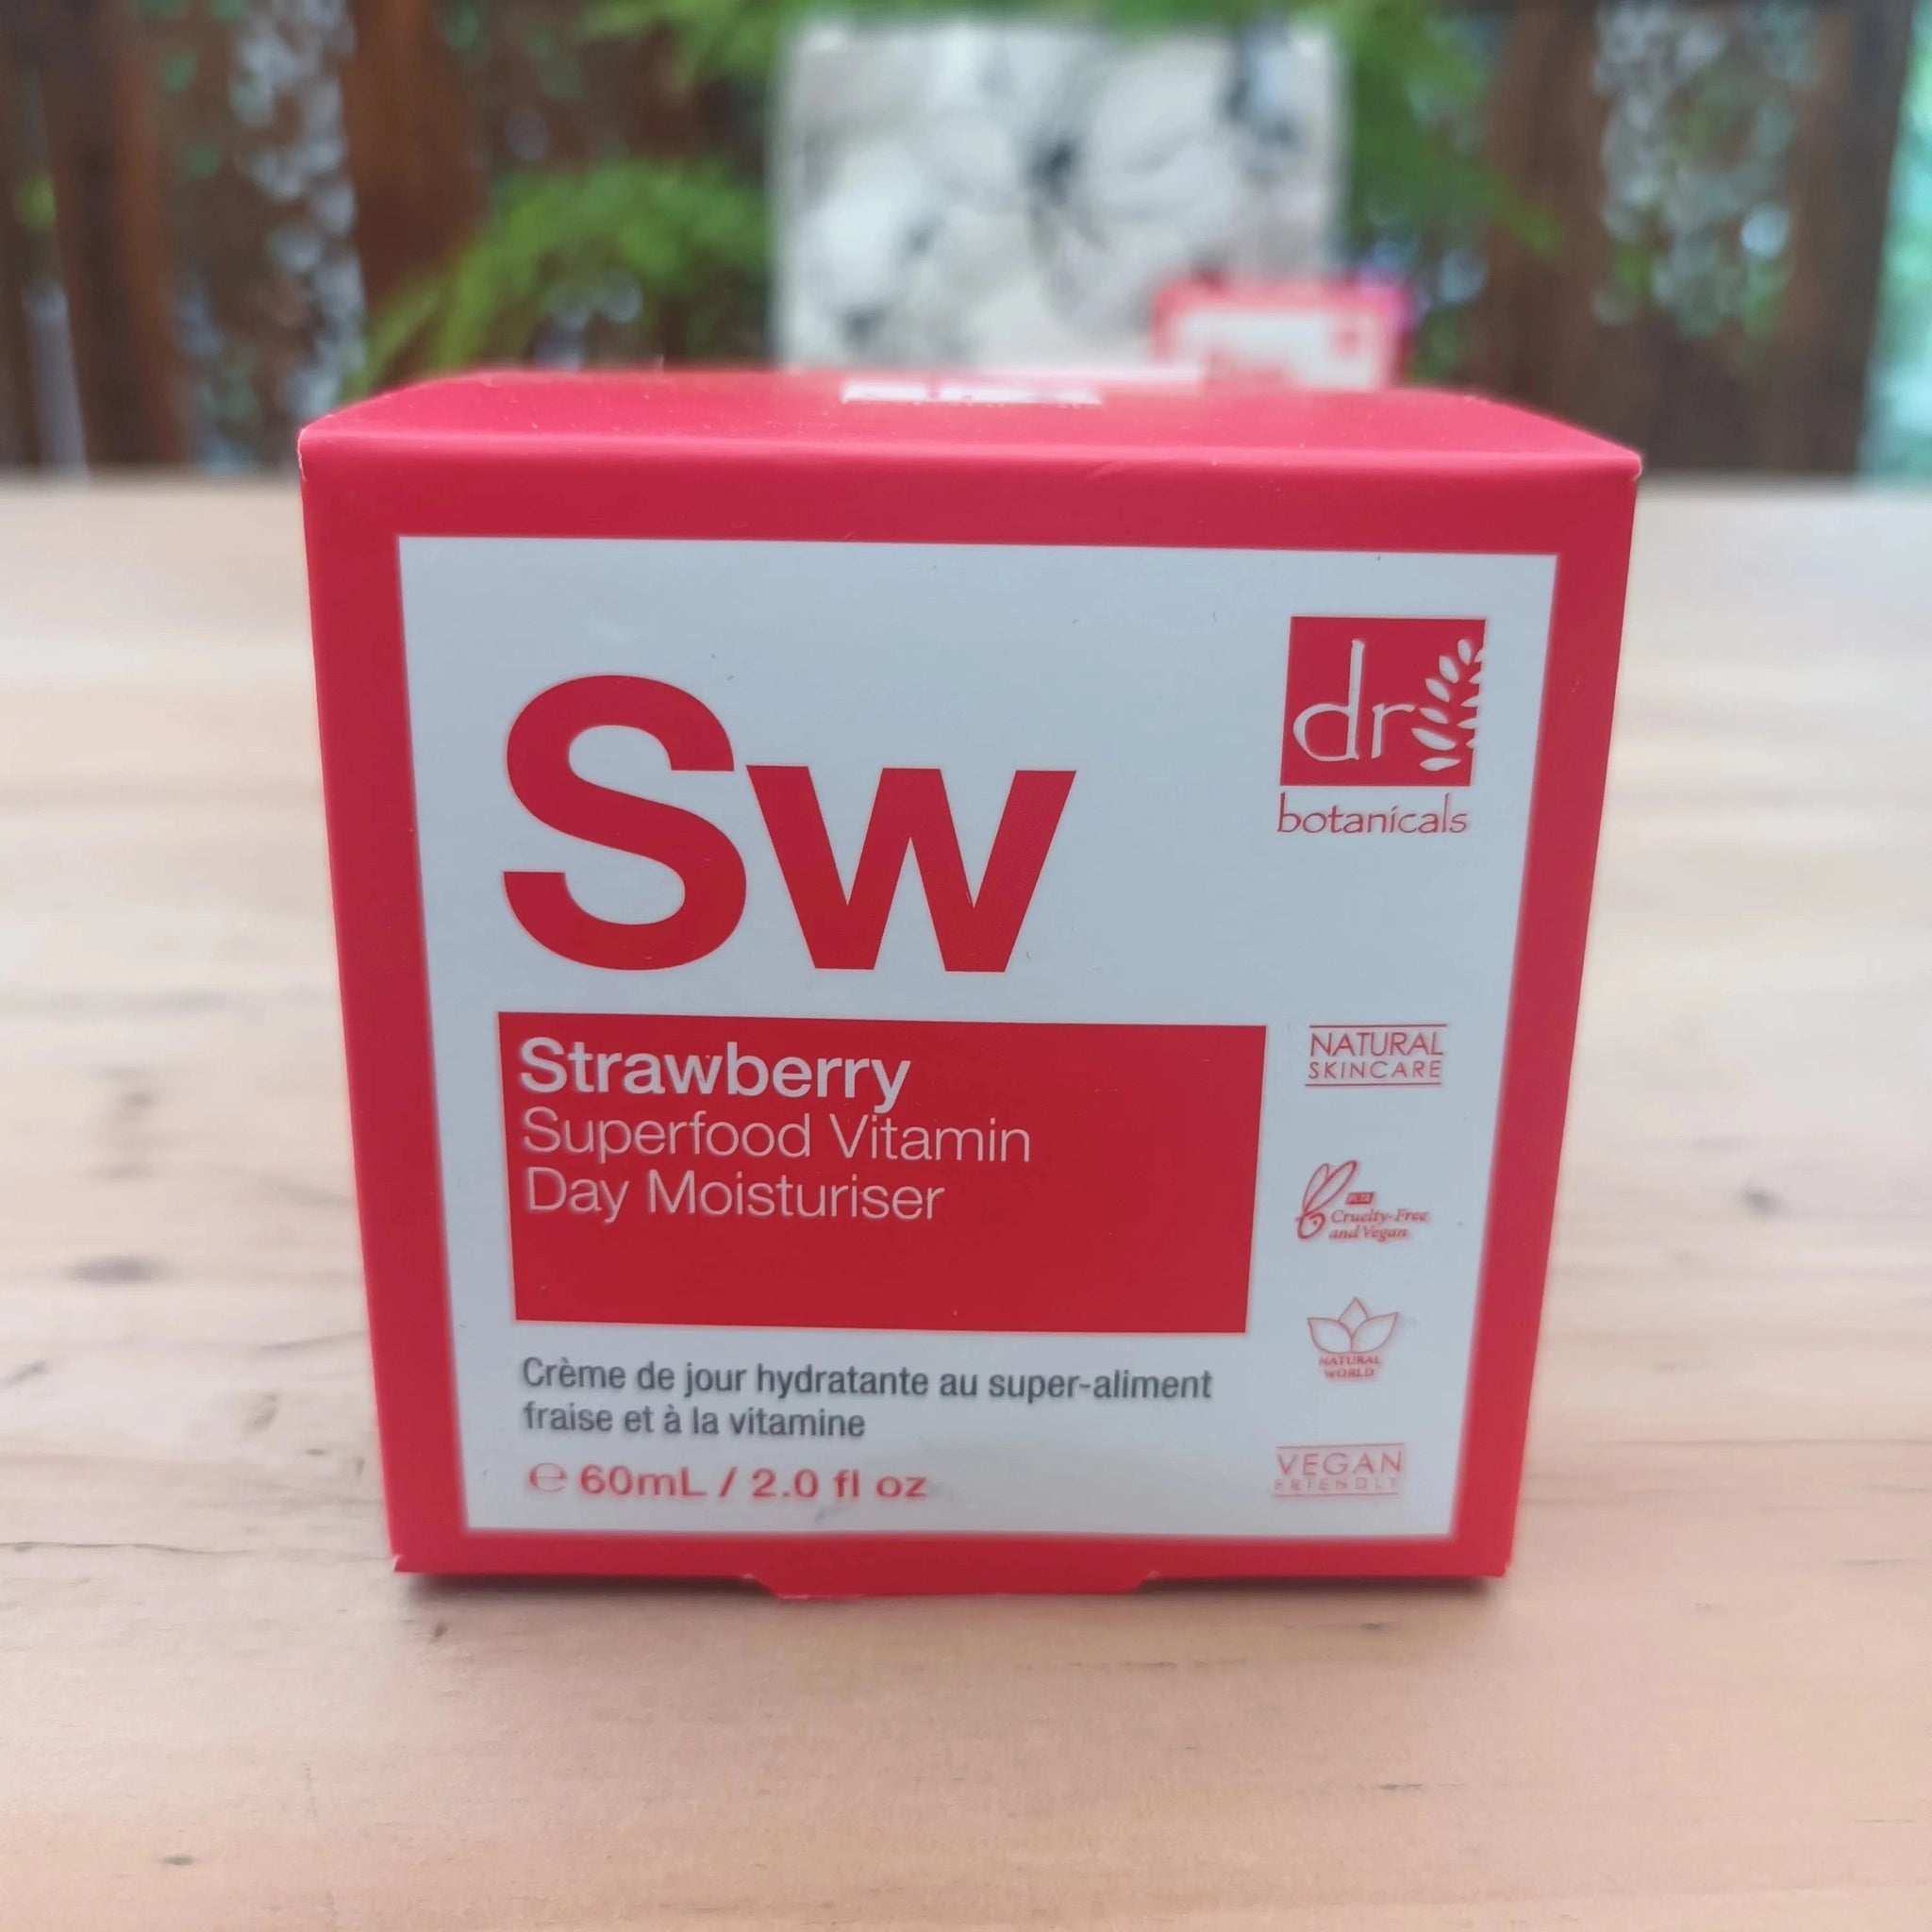 Sw
dr
botanicals
Strawberry
Superfood Vitamin
Day Moisturiser
NATURAL
SKINCARE
PETA
Cruelty-Free
and Vegan
NATURAL
WORLD
Crème de jour hydratante au super-aliment
fraise et à la vitamine
℮ 60mL / 2.0 fl oz
VEGAN
FRIENDLY